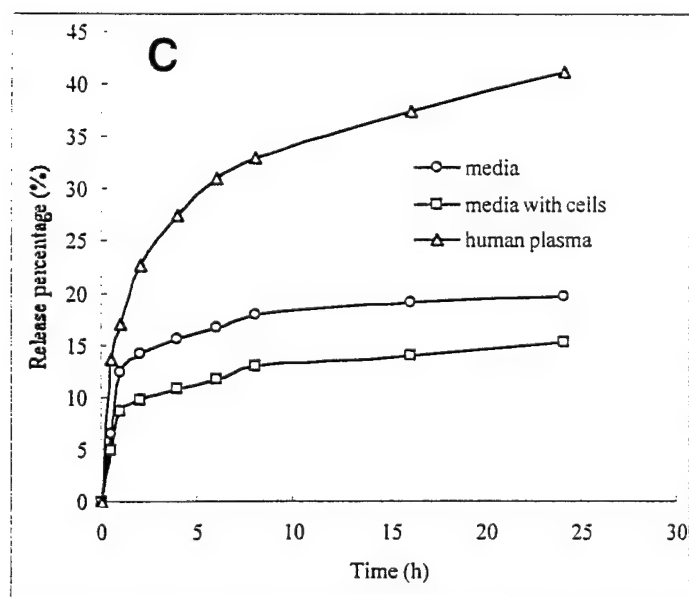 C
45
40
35
30
25
20
15
10
5
0
Release percentage (%)
media
media with cells
human plasma
0 5 10 15 20 25 30
Time (h)